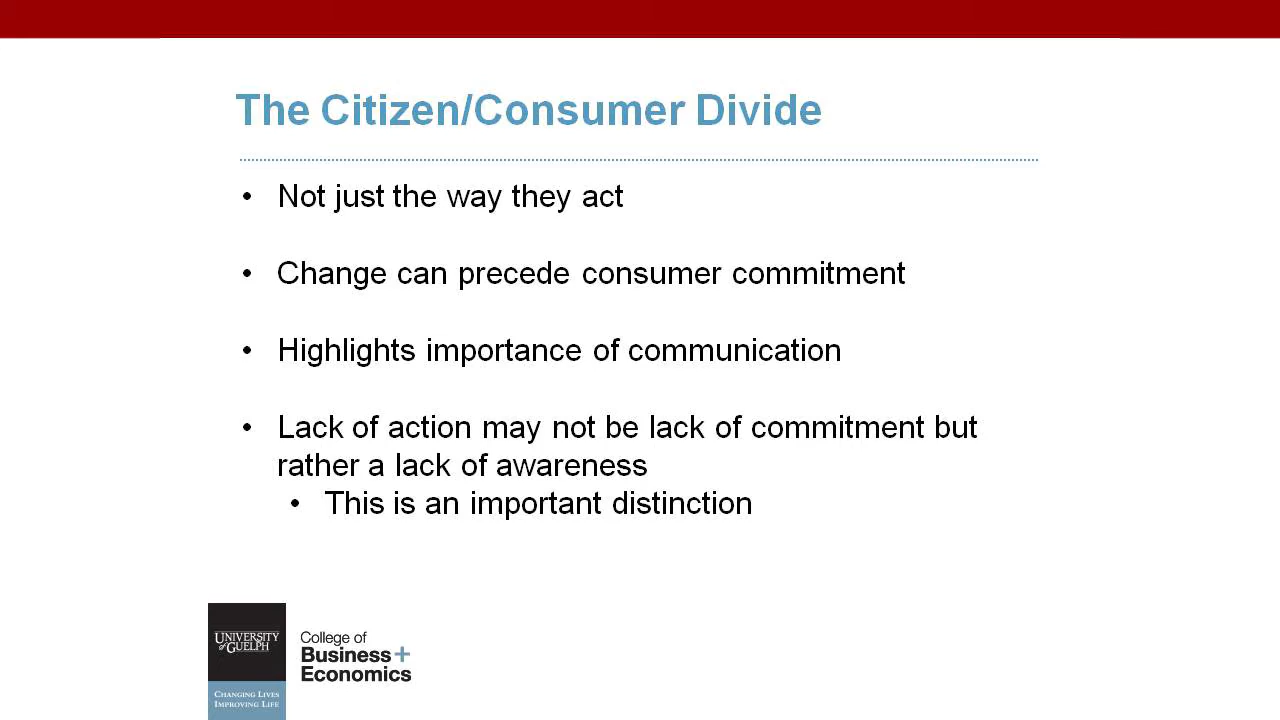 The Citizen/Consumer Divide
• Not just the way they act
• Change can precede consumer commitment
• Highlights importance of communication
• Lack of action may not be lack of commitment but
rather a lack of awareness
• This is an important distinction
UNIVERSITY
of GUELPH
CHANGING LIVES
IMPROVING LIFE
College of
Business+
Economics